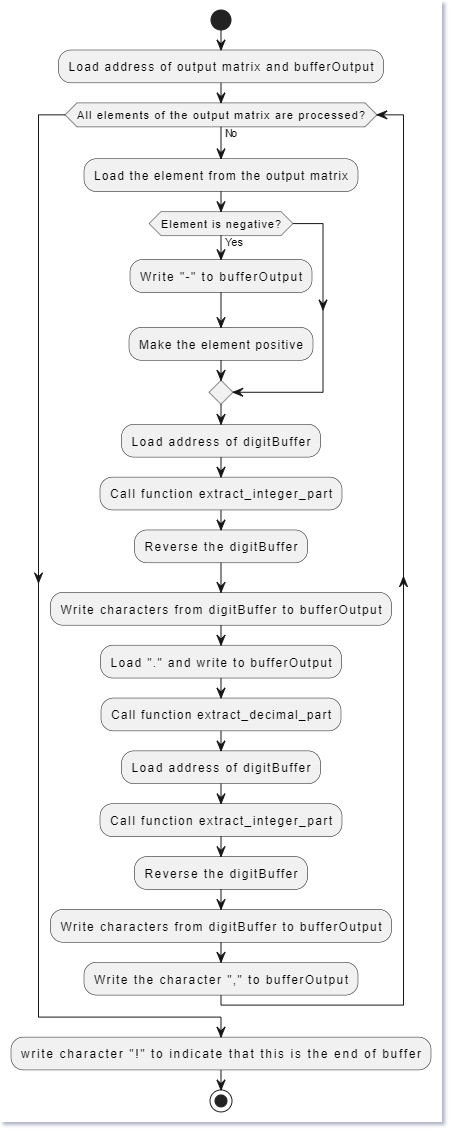 Load address of output matrix and bufferOutput
All elements of the output matrix are processed?
No
Load the element from the output matrix
Element is negative?
Yes
Write "-" to bufferOutput
Make the element positive
Load address of digitBuffer
Call function extract_integer_part
Reverse the digitBuffer
Write characters from digitBuffer to bufferOutput
Load "." and write to bufferOutput
Call function extract_decimal_part
Load address of digitBuffer
Call function extract_integer_part
Reverse the digitBuffer
Write characters from digitBuffer to bufferOutput
Write the character "," to bufferOutput
write character "!" to indicate that this is the end of buffer